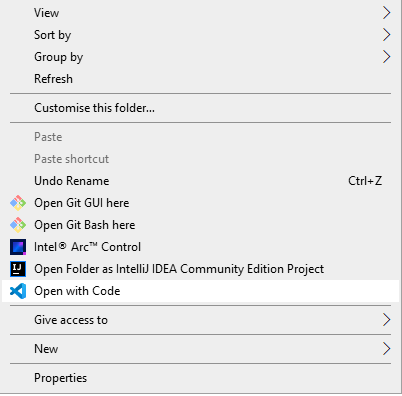 View
Sort by
Group by
Refresh
Customise this folder...
Paste
Paste shortcut
Undo Rename Ctrl+Z
Open Git GUI here
Open Git Bash here
Intel® Arc™ Control
IJ Open Folder as IntelliJ IDEA Community Edition Project
Open with Code
Give access to
New
Properties